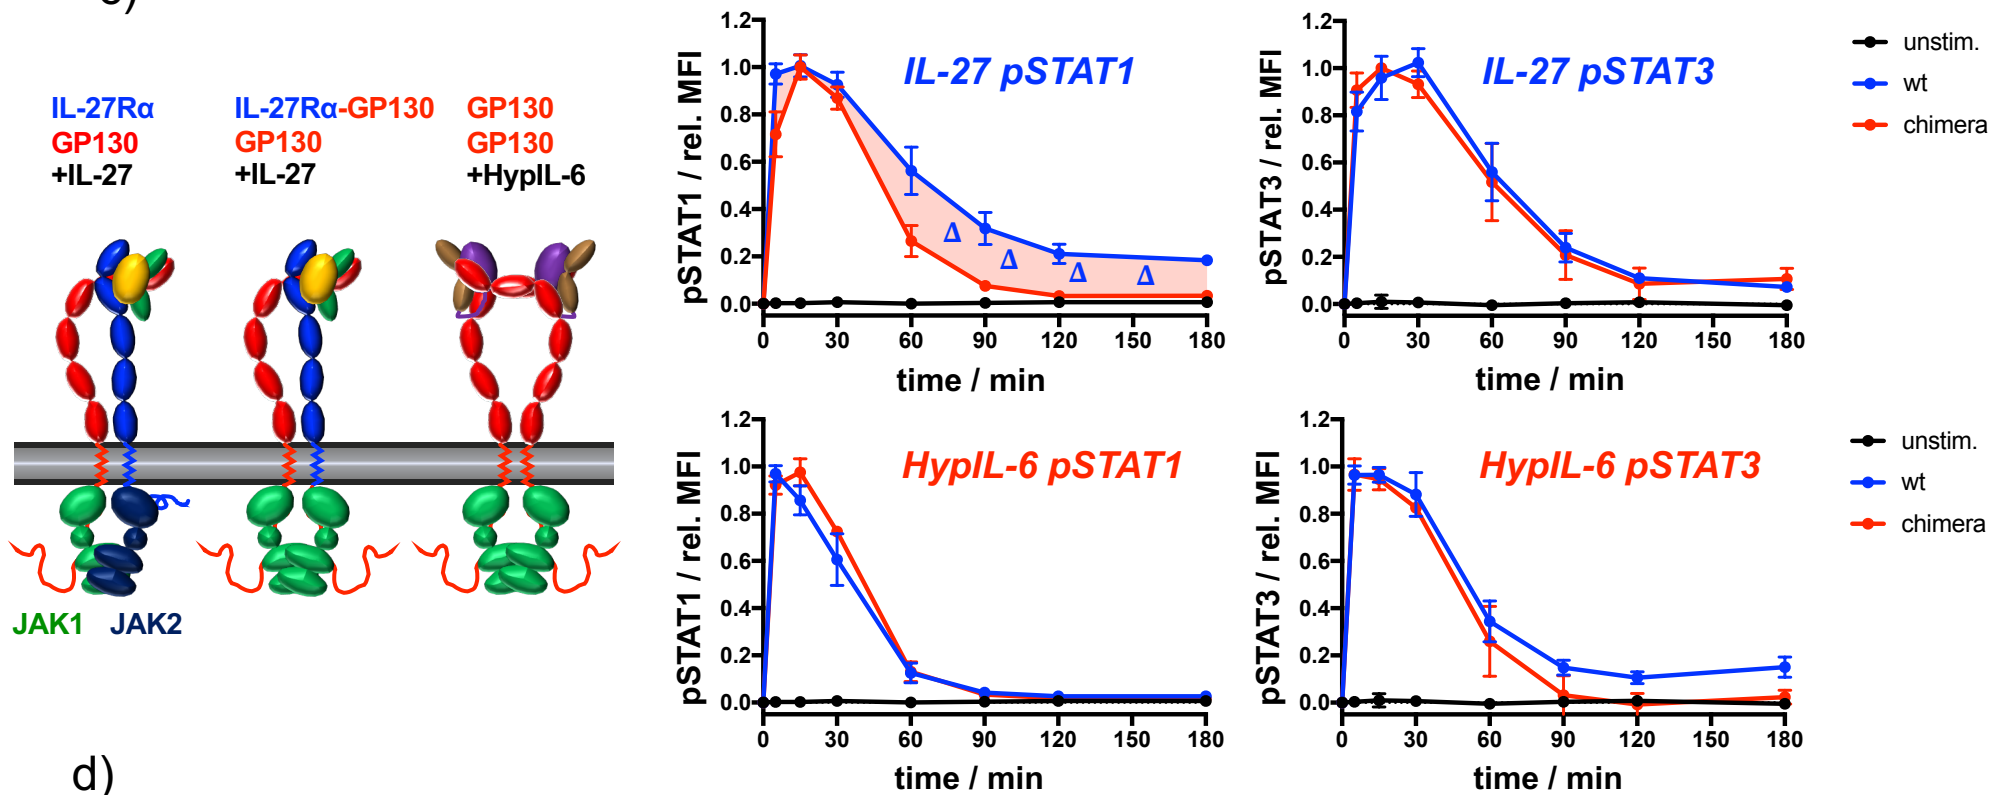 c)
IL-27Rα
GP130
+IL-27
IL-27Rα-GP130
GP130
+IL-27
GP130
GP130
+HypIL-6
JAK1 JAK2
IL-27 pSTAT1
pSTAT1 / rel. MFI
1.2
1.0
0.8
0.6
0.4
0.2
0.0
Δ
Δ
Δ
Δ
0 30 60 90 120 150 180
time / min
IL-27 pSTAT3
pSTAT3 / rel. MFI
1.2
1.0
0.8
0.6
0.4
0.2
0.0
0 30 60 90 120 150 180
time / min
unstim.
wt
chimera
HypIL-6 pSTAT1
pSTAT1 / rel. MFI
1.2
1.0
0.8
0.6
0.4
0.2
0.0
0 30 60 90 120 150 180
time / min
HypIL-6 pSTAT3
pSTAT3 / rel. MFI
1.2
1.0
0.8
0.6
0.4
0.2
0.0
0 30 60 90 120 150 180
time / min
unstim.
wt
chimera
d)